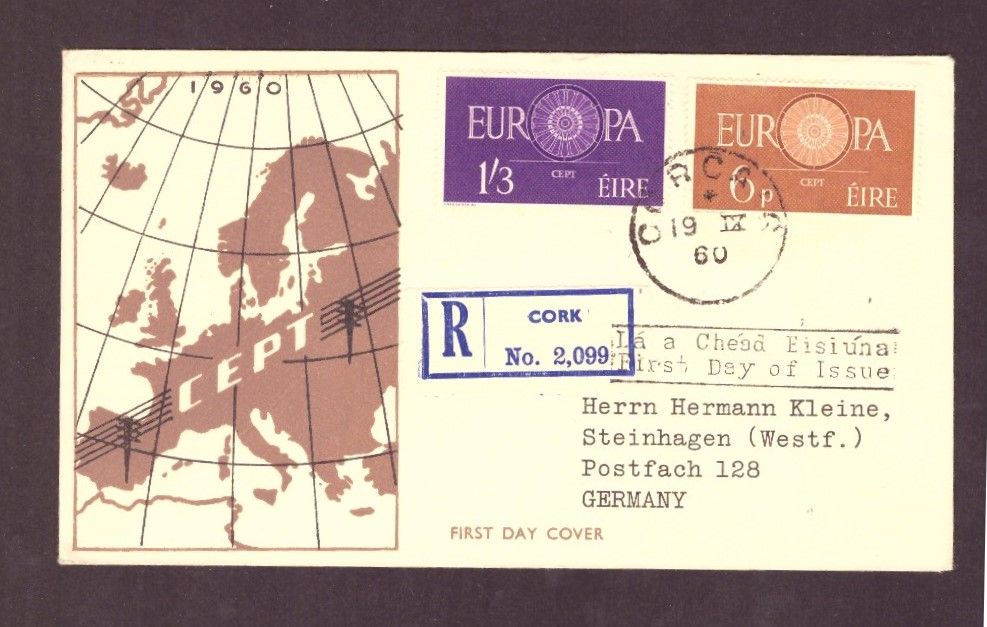 1960
CEPT
EUROPA
1/3
CEPT
ÉIRE
EUROPA
6p
CEPT
ÉIRE
19 IX
60
R
CORK
No. 2,099
Lá a Chéad Eisiúna
First Day of Issue
Herrn Hermann Kleine,
Steinhagen (Westf.)
Postfach 128
GERMANY
FIRST DAY COVER